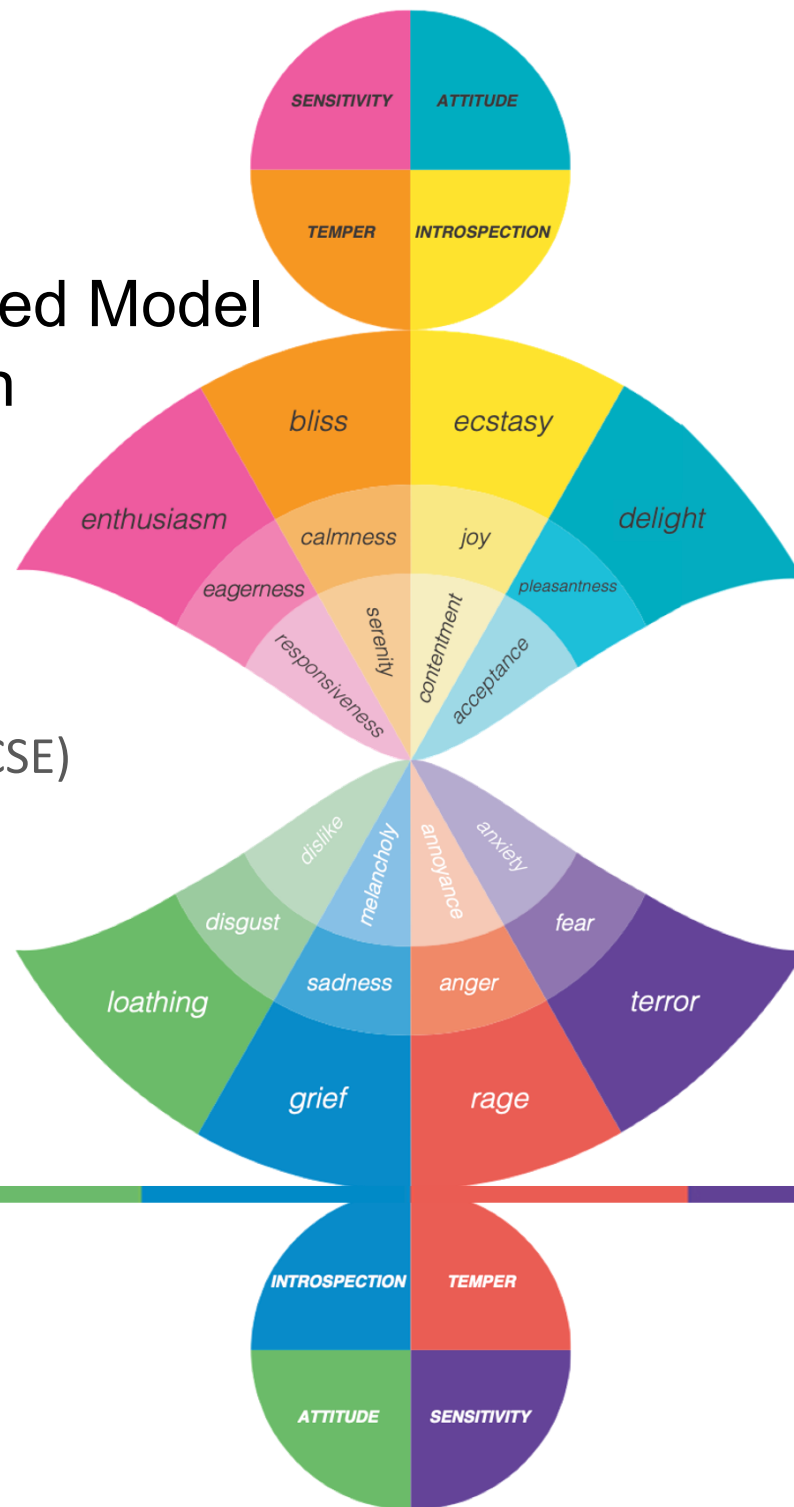 SENSITIVITY ATTITUDE
TEMPER INTROSPECTION
ed Model
n
bliss ecstasy
enthusiasm delight
calmness joy
eagerness pleasantness
responsiveness serenity contentment acceptance
CSE)
dislike melancholy annoyance anxiety
disgust fear
sadness anger
loathing terror
grief rage
INTROSPECTION TEMPER
ATTITUDE SENSITIVITY